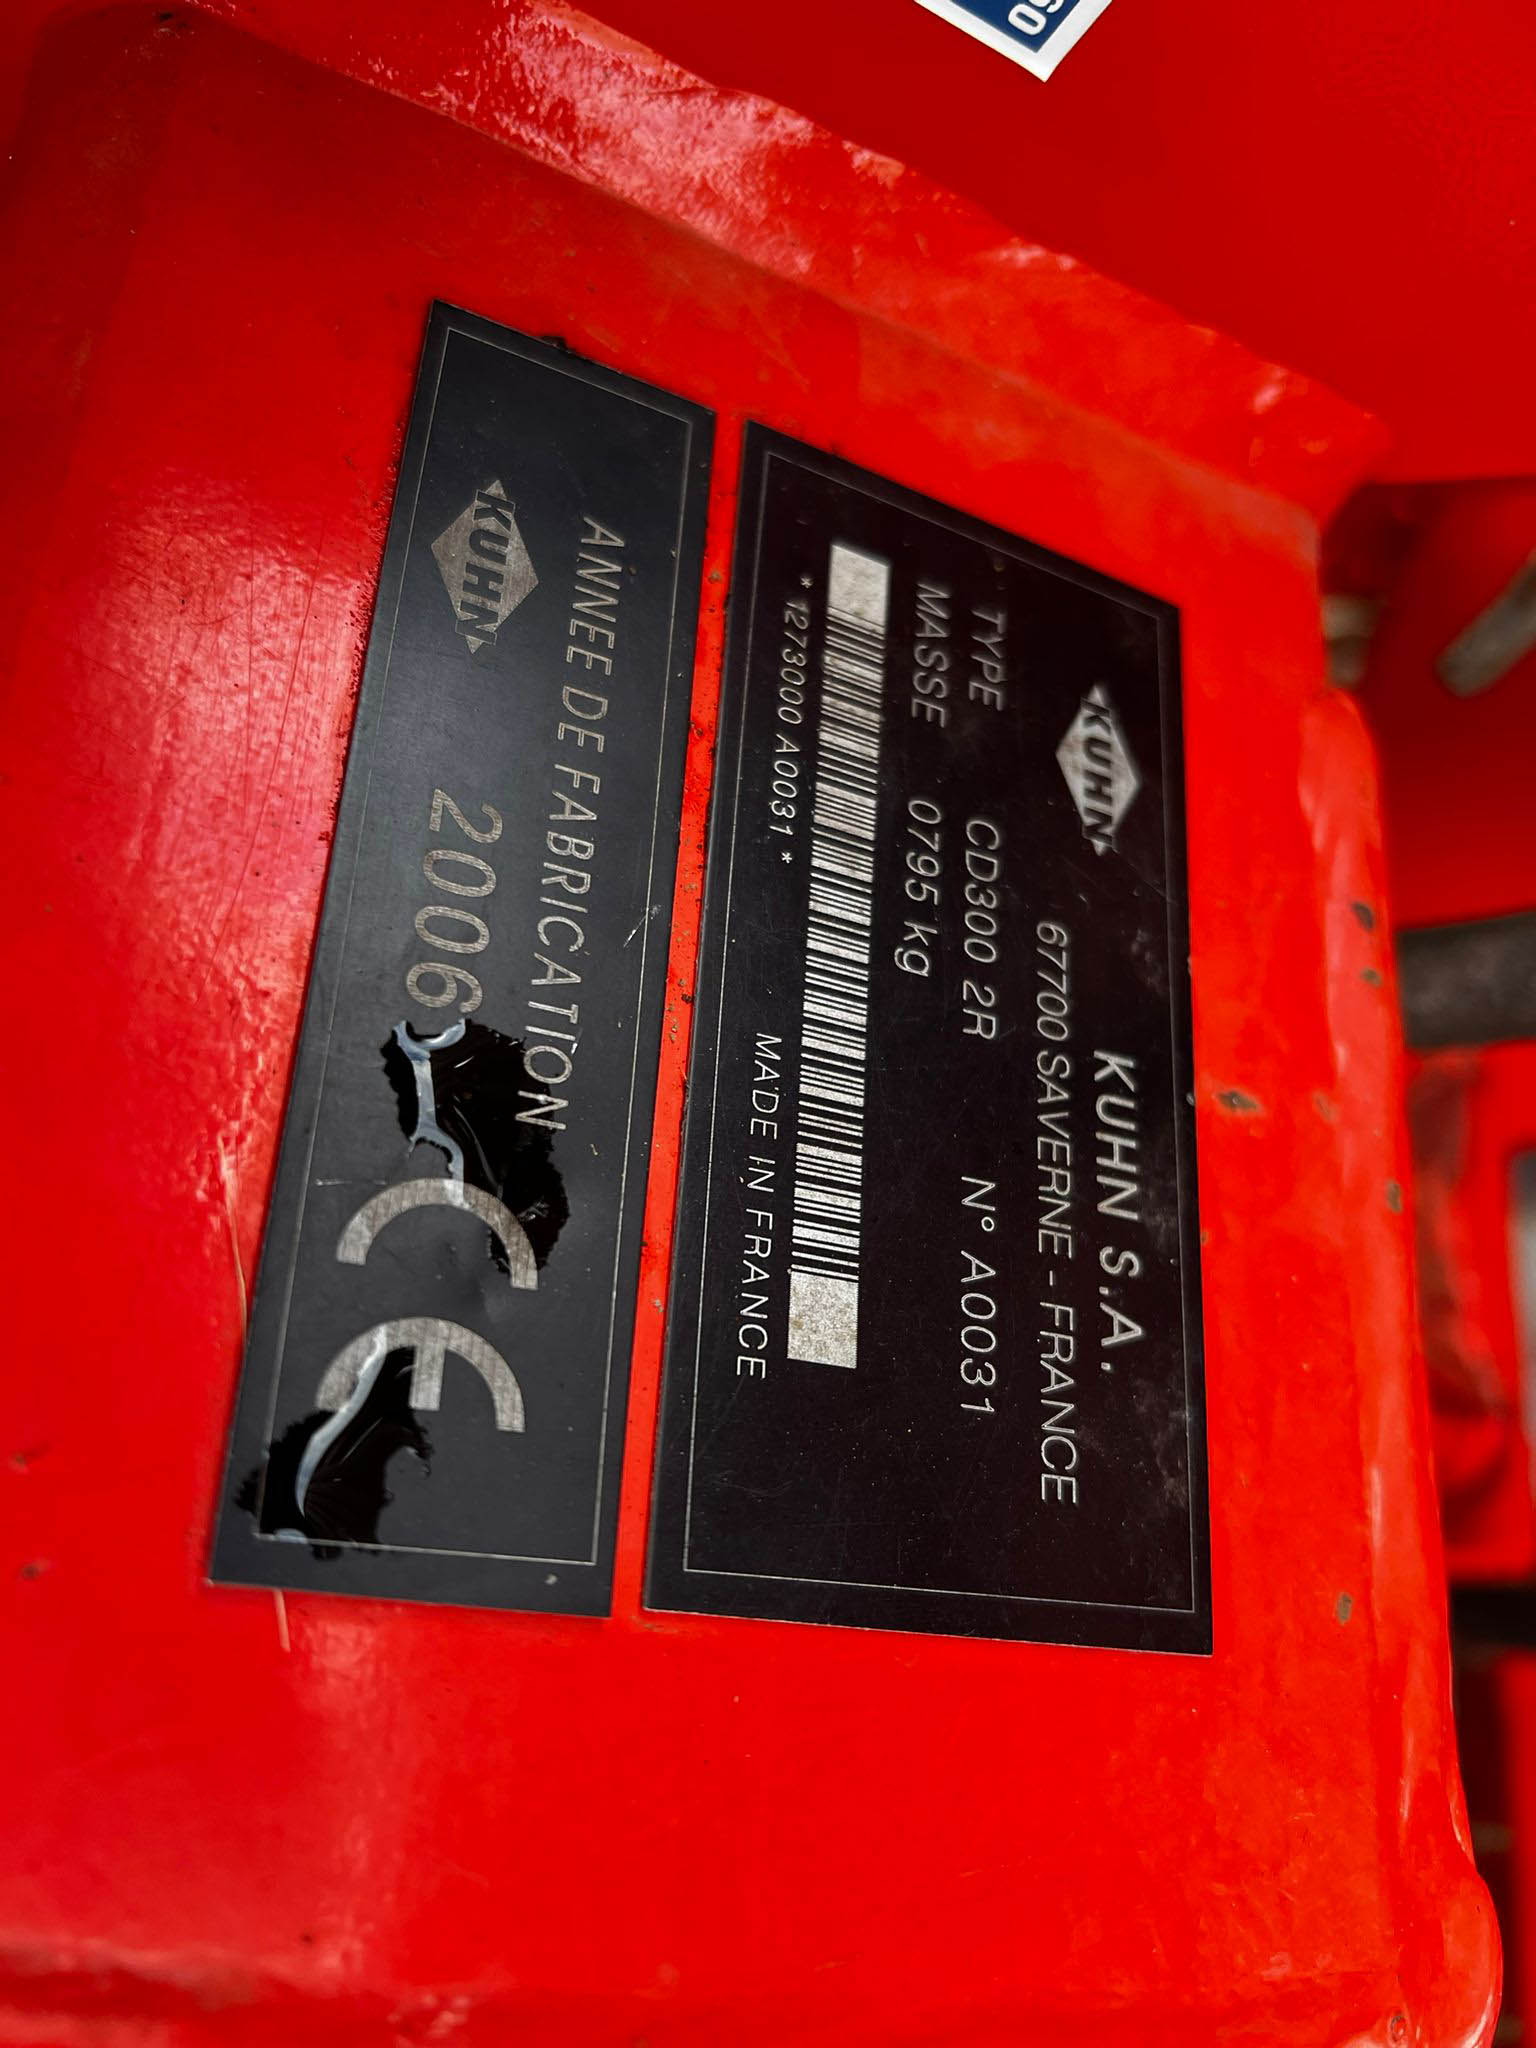 KUHN
KUHN S.A.
67700 SAVERNE - FRANCE
TYPE CD300 2R N° A0031
MASSE 0795 kg
* 1273000 A0031 *
MADE IN FRANCE
ANNEE DE FABRICATION
KUHN
2006
CE